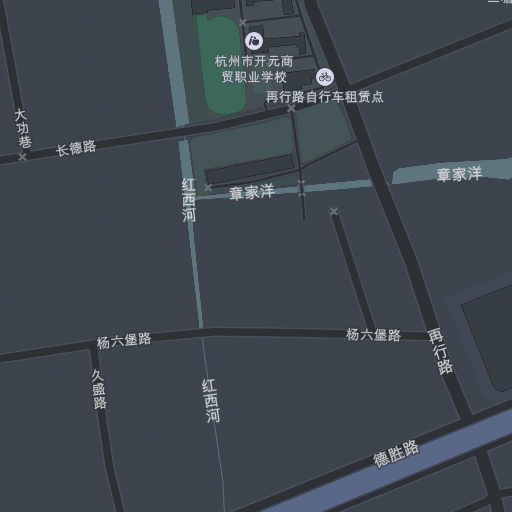 杭州市开元商
贸职业学校
再行路自行车租赁点
大功巷
长德路
章家洋
红西河
章家洋
杨六堡路
杨六堡路
再行路
久盛路
红西河
德胜路